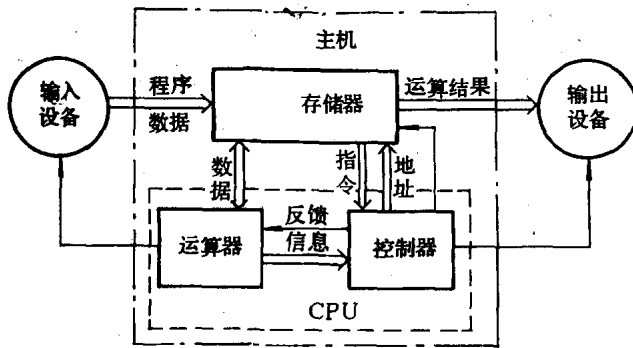 主机
输入
设备
程序
数据
存储器
运算结果
输出
设备
数据
指令
地址
运算器
反馈
信息
控制器
CPU